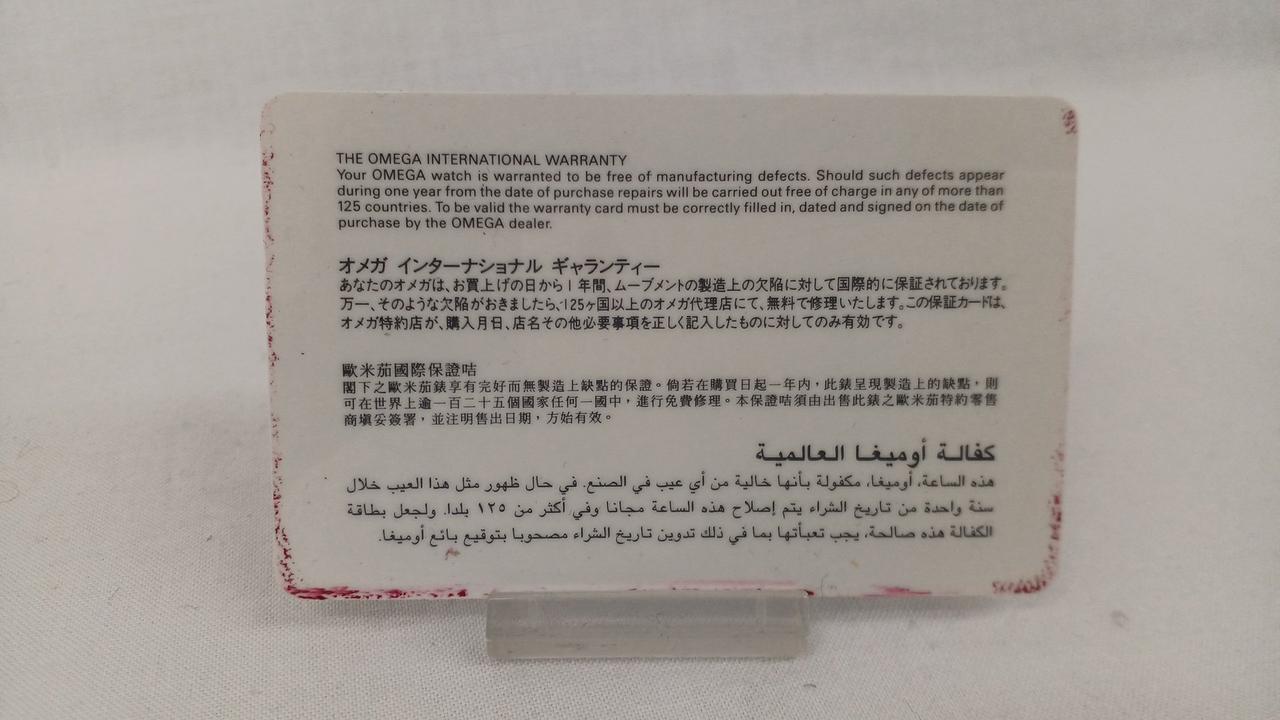 THE OMEGA INTERNATIONAL WARRANTY
Your OMEGA watch is warranted to be free of manufacturing defects. Should such defects appear
during one year from the date of purchase repairs will be carried out free of charge in any of more than
125 countries. To be valid the warranty card must be correctly filled in, dated and signed on the date of
purchase by the OMEGA dealer.
オメガ インターナショナル ギャランティー
あなたのオメガは、お買上げの日から1年間、ムーブメントの製造上の欠陥に対して国際的に保証されております。
万一、そのような欠陥がおきましたら、125ヶ国以上のオメガ代理店にて、無料で修理いたします。この保証カードは、
オメガ特約店が、購入月日、店名その他必要事項を正しく記入したものに対してのみ有効です。
歐米茄國際保證咭
閣下之歐米茄錶享有完好而無製造上缺點的保證。倘若在購買日起一年内，此錶呈現製造上的缺點，則
可在世界上逾一百二十五個國家任何一國中，進行免費修理。本保證咭須由出售此錶之歐米茄特約零售
商塡妥簽署，並注明售出日期，方始有效。
كفالة أوميغا العالمية
هذه الساعة، أوميغا، مكفولة بأنها خالية من أي عيب في الصنع. في حال ظهور مثل هذا العيب خلال
سنة واحدة من تاريخ الشراء يتم إصلاح هذه الساعة مجانا وفي أكثر من ١٢٥ بلدا. ولجعل بطاقة
الكفالة هذه صالحة، يجب تعبأتها بما في ذلك تدوين تاريخ الشراء مصحوبا بتوقيع بائع أوميغا.